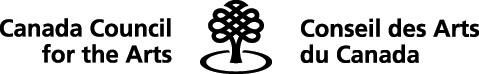 Canada Council
for the Arts
Conseil des Arts
du Canada